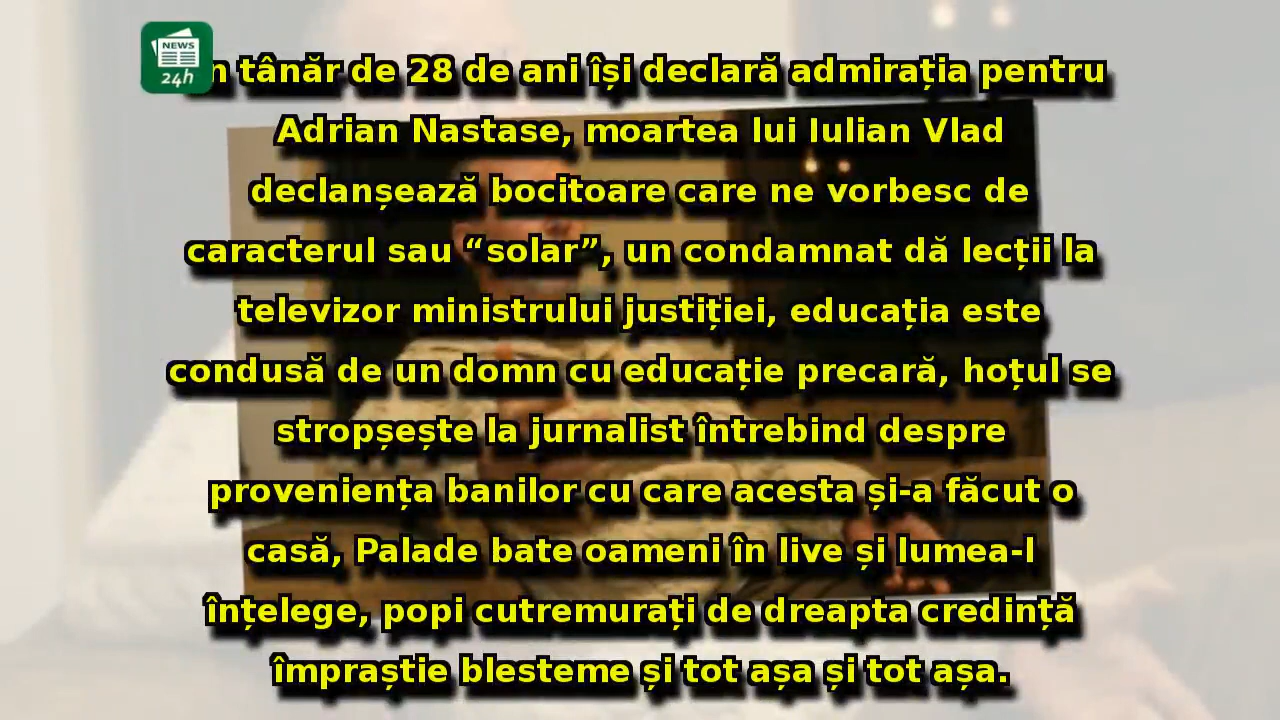 NEWS
24h
n tânăr de 28 de ani își declară admirația pentru
Adrian Nastase, moartea lui Iulian Vlad
declanșează bocitoare care ne vorbesc de
caracterul sau “solar”, un condamnat dă lecții la
televizor ministrului justiției, educația este
condusă de un domn cu educație precară, hoțul se
stropșește la jurnalist întrebind despre
proveniența banilor cu care acesta și-a făcut o
casă, Palade bate oameni în live și lumea-l
înțelege, popi cutremurați de dreapta credință
împraștie blesteme și tot așa și tot așa.